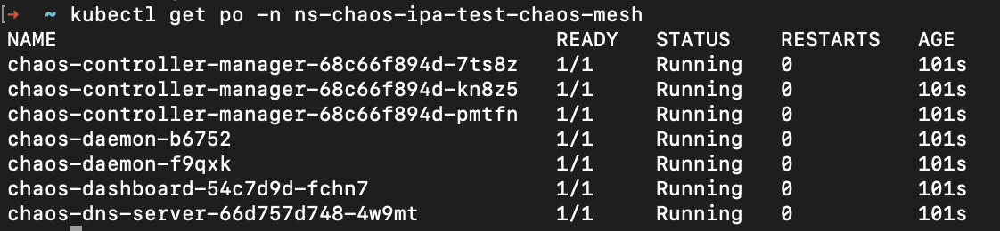 [→ ~ kubectl get po -n ns-chaos-ipa-test-chaos-mesh
NAME READY STATUS RESTARTS AGE
chaos-controller-manager-68c66f894d-7ts8z 1/1 Running 0 101s
chaos-controller-manager-68c66f894d-kn8z5 1/1 Running 0 101s
chaos-controller-manager-68c66f894d-pmtfn 1/1 Running 0 101s
chaos-daemon-b6752 1/1 Running 0 101s
chaos-daemon-f9qxk 1/1 Running 0 101s
chaos-dashboard-54c7d9d-fchn7 1/1 Running 0 101s
chaos-dns-server-66d757d748-4w9mt 1/1 Running 0 101s